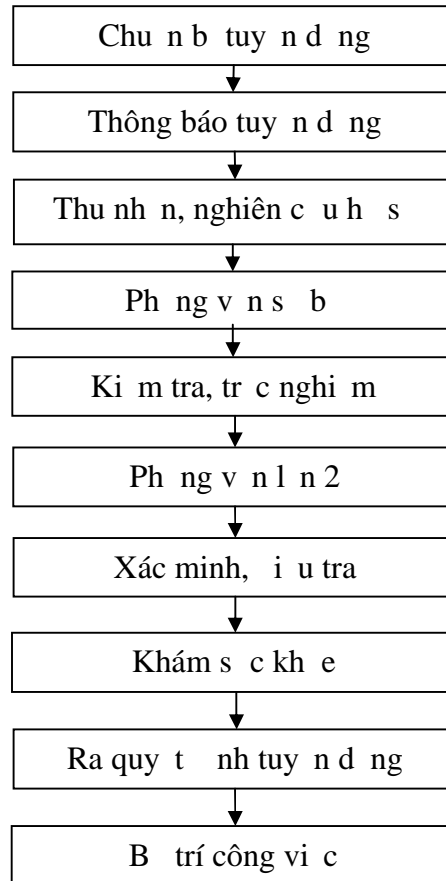 Chu n b tuy n d ng
Thông báo tuy n d ng
Thu nh n, nghiên c u h s
Ph ng v n s b
Ki m tra, tr c nghi m
Ph ng v n l n 2
Xác minh, i u tra
Khám s c kh e
Ra quy t nh tuy n d ng
B trí công vi c